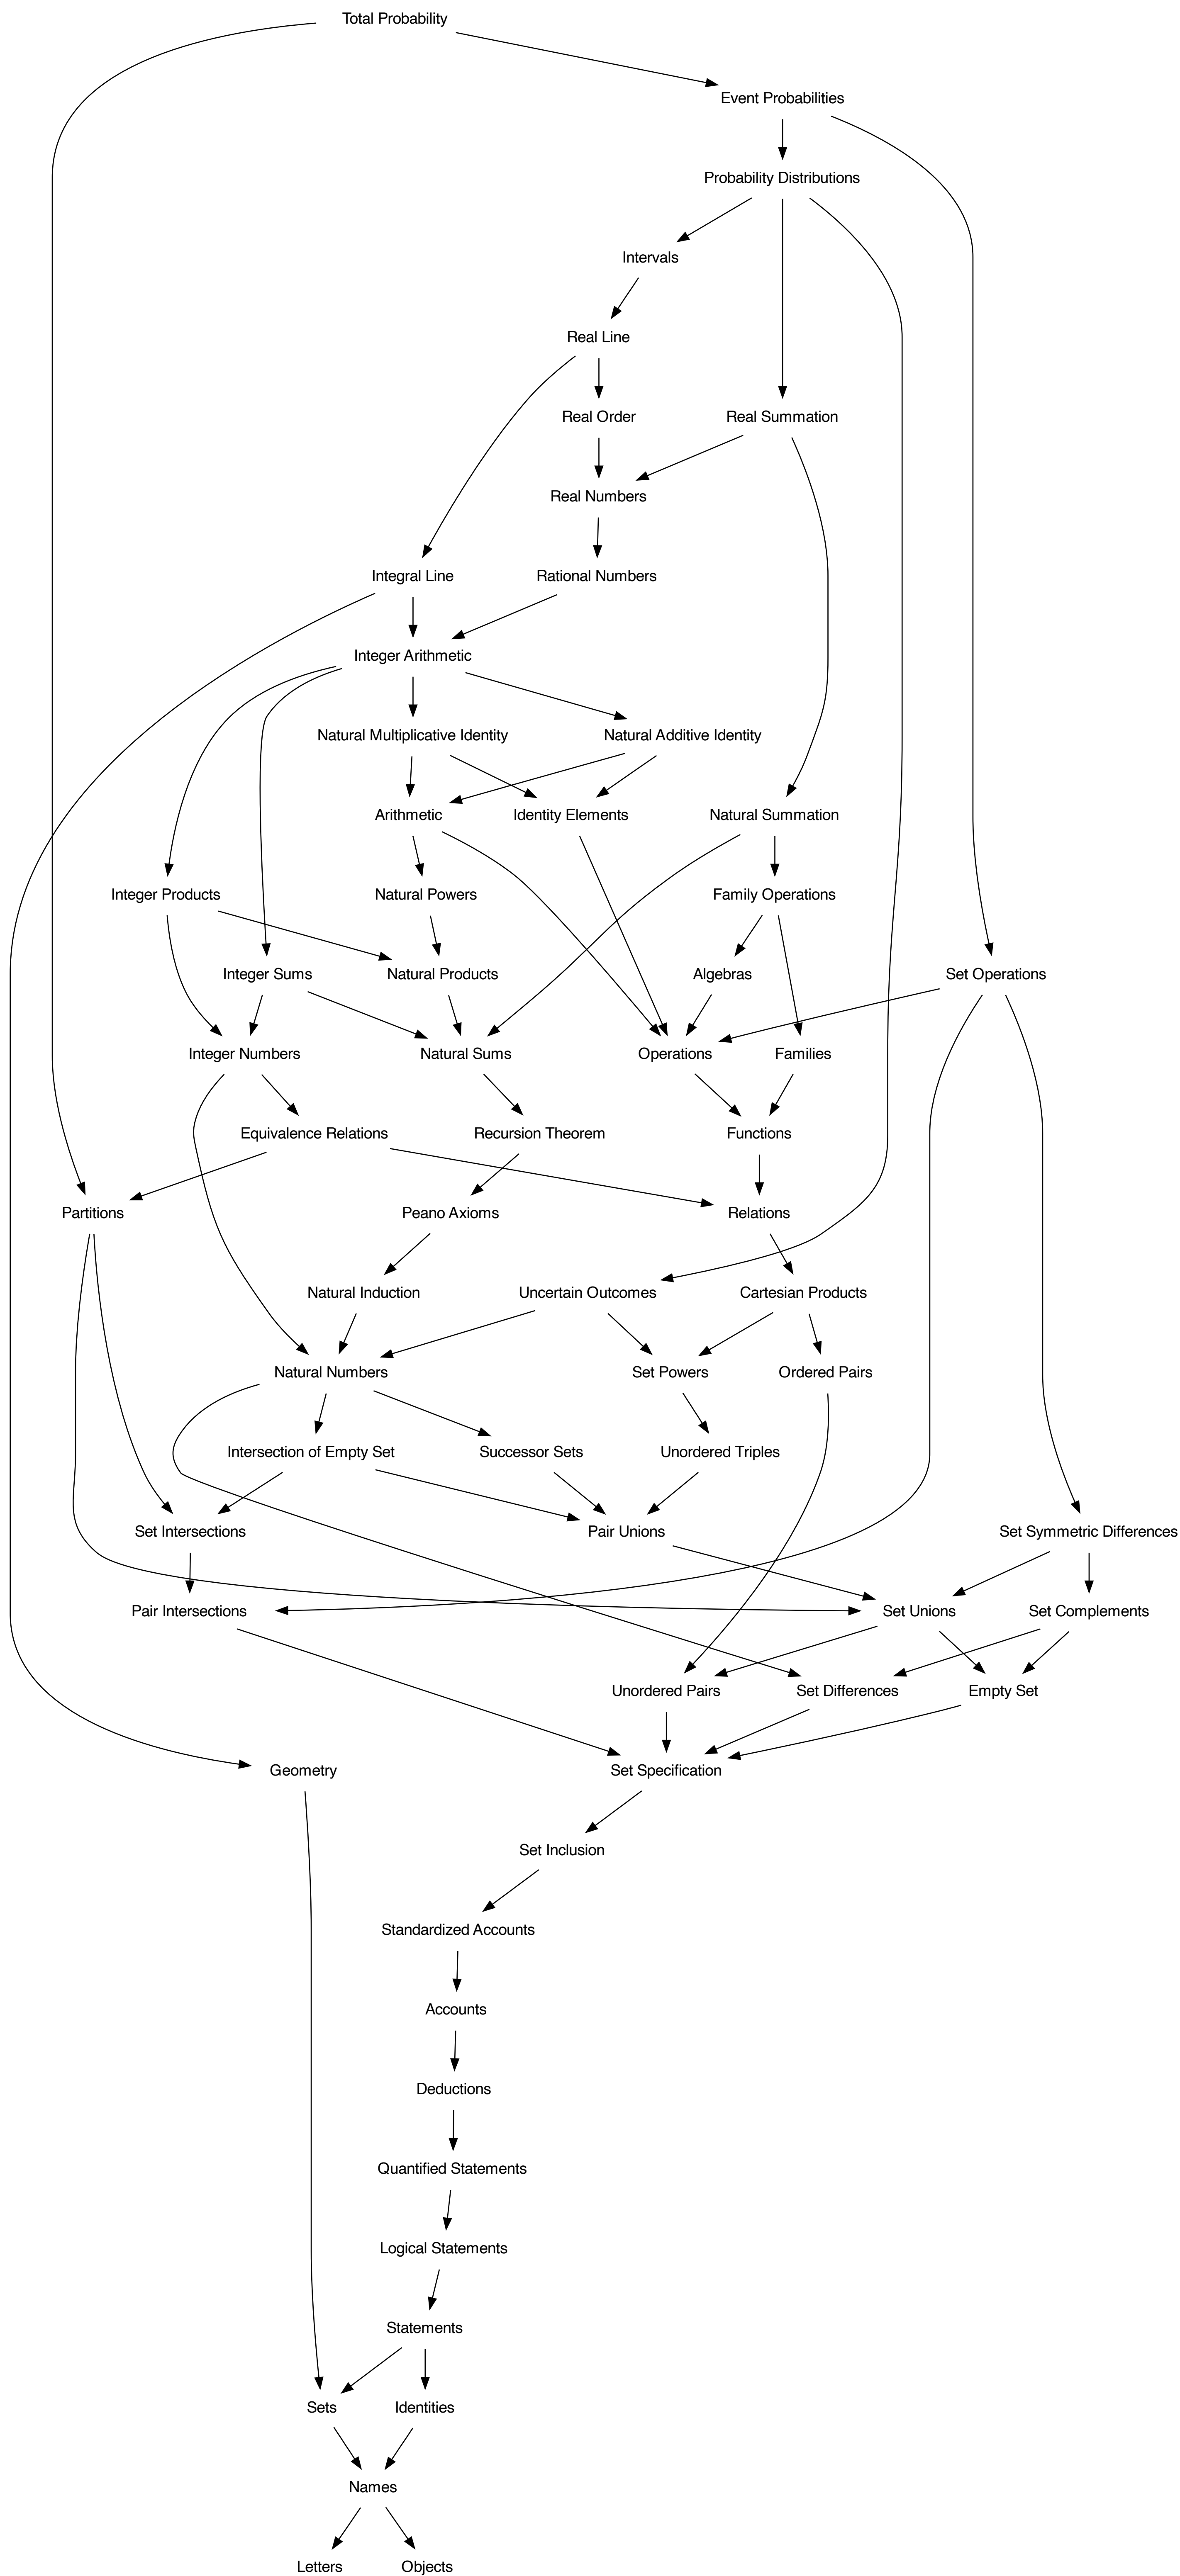 Total Probability
Event Probabilities
Probability Distributions
Intervals
Real Line
Real Order
Real Summation
Real Numbers
Integral Line
Rational Numbers
Integer Arithmetic
Natural Multiplicative Identity
Natural Additive Identity
Arithmetic
Identity Elements
Natural Summation
Integer Products
Natural Powers
Family Operations
Integer Sums
Natural Products
Algebras
Set Operations
Integer Numbers
Natural Sums
Operations
Families
Equivalence Relations
Recursion Theorem
Functions
Partitions
Peano Axioms
Relations
Natural Induction
Uncertain Outcomes
Cartesian Products
Natural Numbers
Set Powers
Ordered Pairs
Intersection of Empty Set
Successor Sets
Unordered Triples
Set Intersections
Pair Unions
Set Symmetric Differences
Pair Intersections
Set Unions
Set Complements
Unordered Pairs
Set Differences
Empty Set
Geometry
Set Specification
Set Inclusion
Standardized Accounts
Accounts
Deductions
Quantified Statements
Logical Statements
Statements
Sets
Identities
Names
Letters
Objects